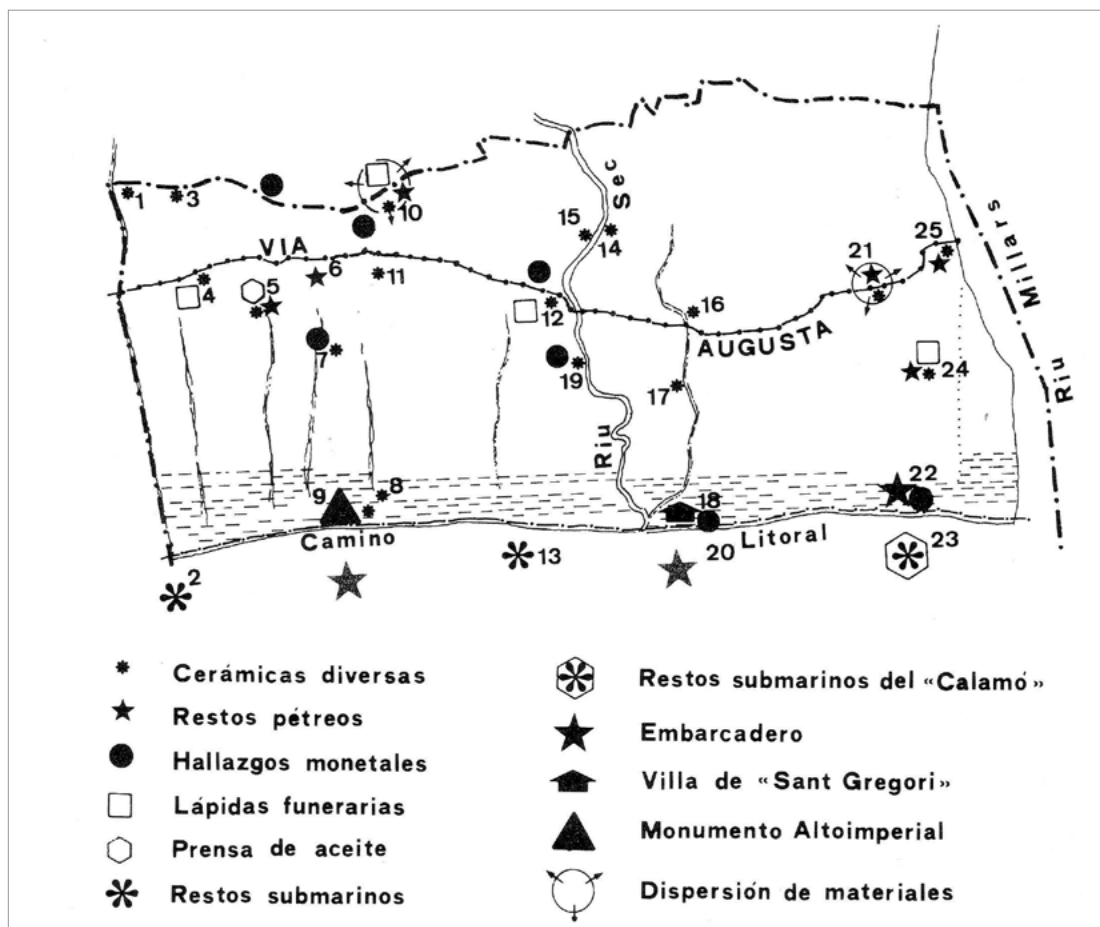 Sec
1
3
10
15
14
VIA
6
11
4
5
12
16
21
25
Riu Millars
AUGUSTA
7
19
17
24
Riu
9
8
18
22
Camino
13
20
Litoral
23
2
Cerámicas diversas
Restos pétreos
Hallazgos monetales
Lápidas funerarias
Prensa de aceite
Restos submarinos
Restos submarinos del «Calamó»
Embarcadero
Villa de «Sant Gregori»
Monumento Altoimperial
Dispersión de materiales